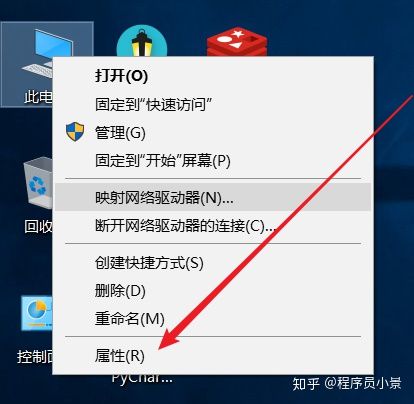 此电
打开(O)
固定到"快速访问"
管理(G)
固定到"开始"屏幕(P)
映射网络驱动器(N)...
断开网络驱动器的连接(C)...
回收
创建快捷方式(S)
删除(D)
重命名(M)
控制面
属性(R)
PyChar...
知乎 @程序员小景